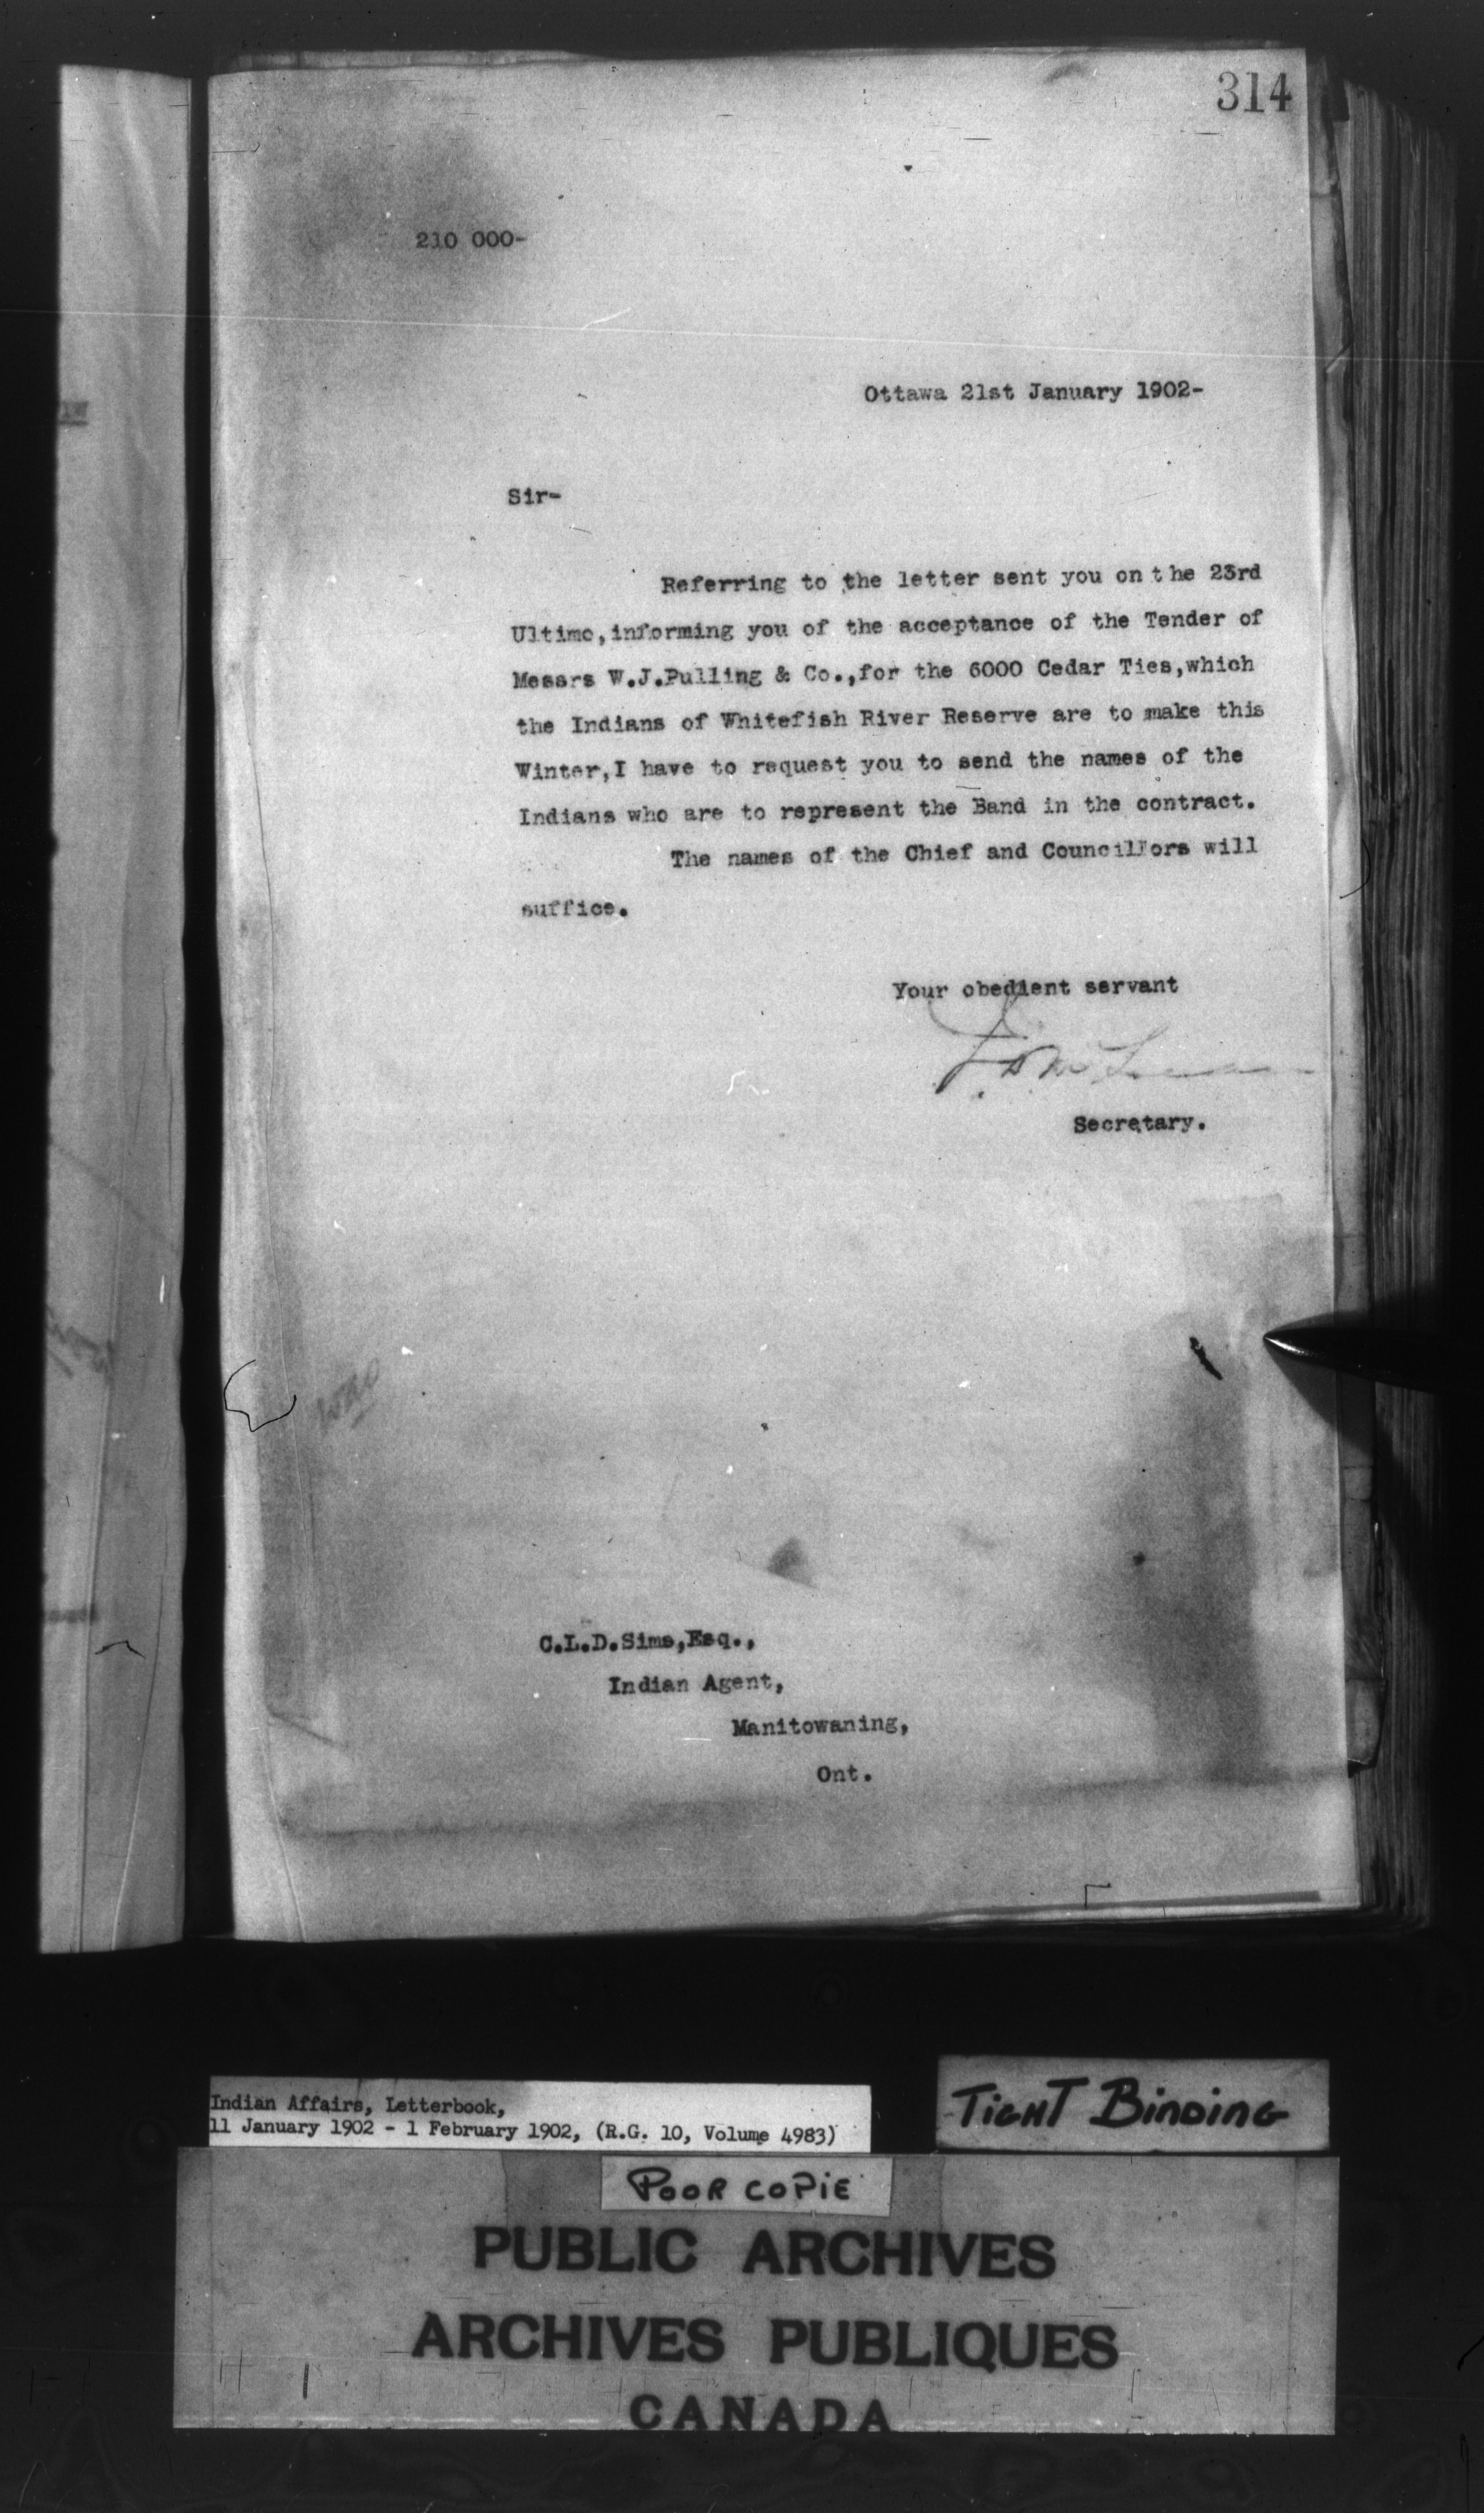 314
210 000-
Ottawa 21st January 1902-
Sir-
Referring to the letter sent you on t he 23rd
Ultimo,informing you of the acceptance of the Tender of
Messrs W.J.Pulling & Co.,for the 6000 Cedar Ties,which
the Indians of Whitefish River Reserve are to make this
Winter,I have to request you to send the names of the
Indians who are to represent the Band in the contract.
The names of the Chief and Councillors will
suffice.
Your obedient servant
J. D. McLean
Secretary.
C.L.D.Sims,Esq.,
Indian Agent,
Manitowaning,
Ont.
Indian Affairs, Letterbook,
11 January 1902 - 1 February 1902, (R.G. 10, Volume 4983)
TIGHT BINDING
POOR COPIE
PUBLIC ARCHIVES
ARCHIVES PUBLIQUES
CANADA